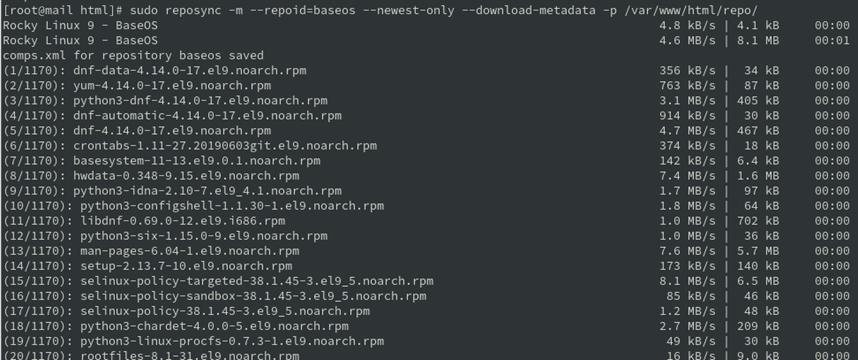 [root@mail html]# sudo reposync -m --repoid=baseos --newest-only --download-metadata -p /var/www/html/repo/
Rocky Linux 9 - BaseOS 4.8 kB/s | 4.1 kB 00:00
Rocky Linux 9 - BaseOS 4.6 MB/s | 8.1 MB 00:01
comps.xml for repository baseos saved
(1/1170): dnf-data-4.14.0-17.el9.noarch.rpm 356 kB/s | 34 kB 00:00
(2/1170): yum-4.14.0-17.el9.noarch.rpm 763 kB/s | 87 kB 00:00
(3/1170): python3-dnf-4.14.0-17.el9.noarch.rpm 3.1 MB/s | 405 kB 00:00
(4/1170): dnf-automatic-4.14.0-17.el9.noarch.rpm 914 kB/s | 30 kB 00:00
(5/1170): dnf-4.14.0-17.el9.noarch.rpm 4.7 MB/s | 467 kB 00:00
(6/1170): crontabs-1.11-27.20190603git.el9.noarch.rpm 374 kB/s | 18 kB 00:00
(7/1170): basesystem-11-13.el9.0.1.noarch.rpm 142 kB/s | 6.4 kB 00:00
(8/1170): hwdata-0.348-9.15.el9.noarch.rpm 7.4 MB/s | 1.6 MB 00:00
(9/1170): python3-idna-2.10-7.el9_4.1.noarch.rpm 1.7 MB/s | 97 kB 00:00
(10/1170): python3-configshell-1.1.30-1.el9.noarch.rpm 1.8 MB/s | 64 kB 00:00
(11/1170): libdnf-0.69.0-12.el9.i686.rpm 1.0 MB/s | 702 kB 00:00
(12/1170): python3-six-1.15.0-9.el9.noarch.rpm 1.0 MB/s | 36 kB 00:00
(13/1170): man-pages-6.04-1.el9.noarch.rpm 7.6 MB/s | 5.7 MB 00:00
(14/1170): setup-2.13.7-10.el9.noarch.rpm 173 kB/s | 140 kB 00:00
(15/1170): selinux-policy-targeted-38.1.45-3.el9_5.noarch.rpm 8.1 MB/s | 6.5 MB 00:00
(16/1170): selinux-policy-sandbox-38.1.45-3.el9_5.noarch.rpm 85 kB/s | 46 kB 00:00
(17/1170): selinux-policy-38.1.45-3.el9_5.noarch.rpm 1.2 MB/s | 48 kB 00:00
(18/1170): python3-chardet-4.0.0-5.el9.noarch.rpm 2.7 MB/s | 209 kB 00:00
(19/1170): python3-linux-procfs-0.7.3-1.el9.noarch.rpm 49 kB/s | 30 kB 00:00
(20/1170): rootfiles-8.1-31.el9.noarch.rpm 16 kB/s | 9.0 kB 00:00